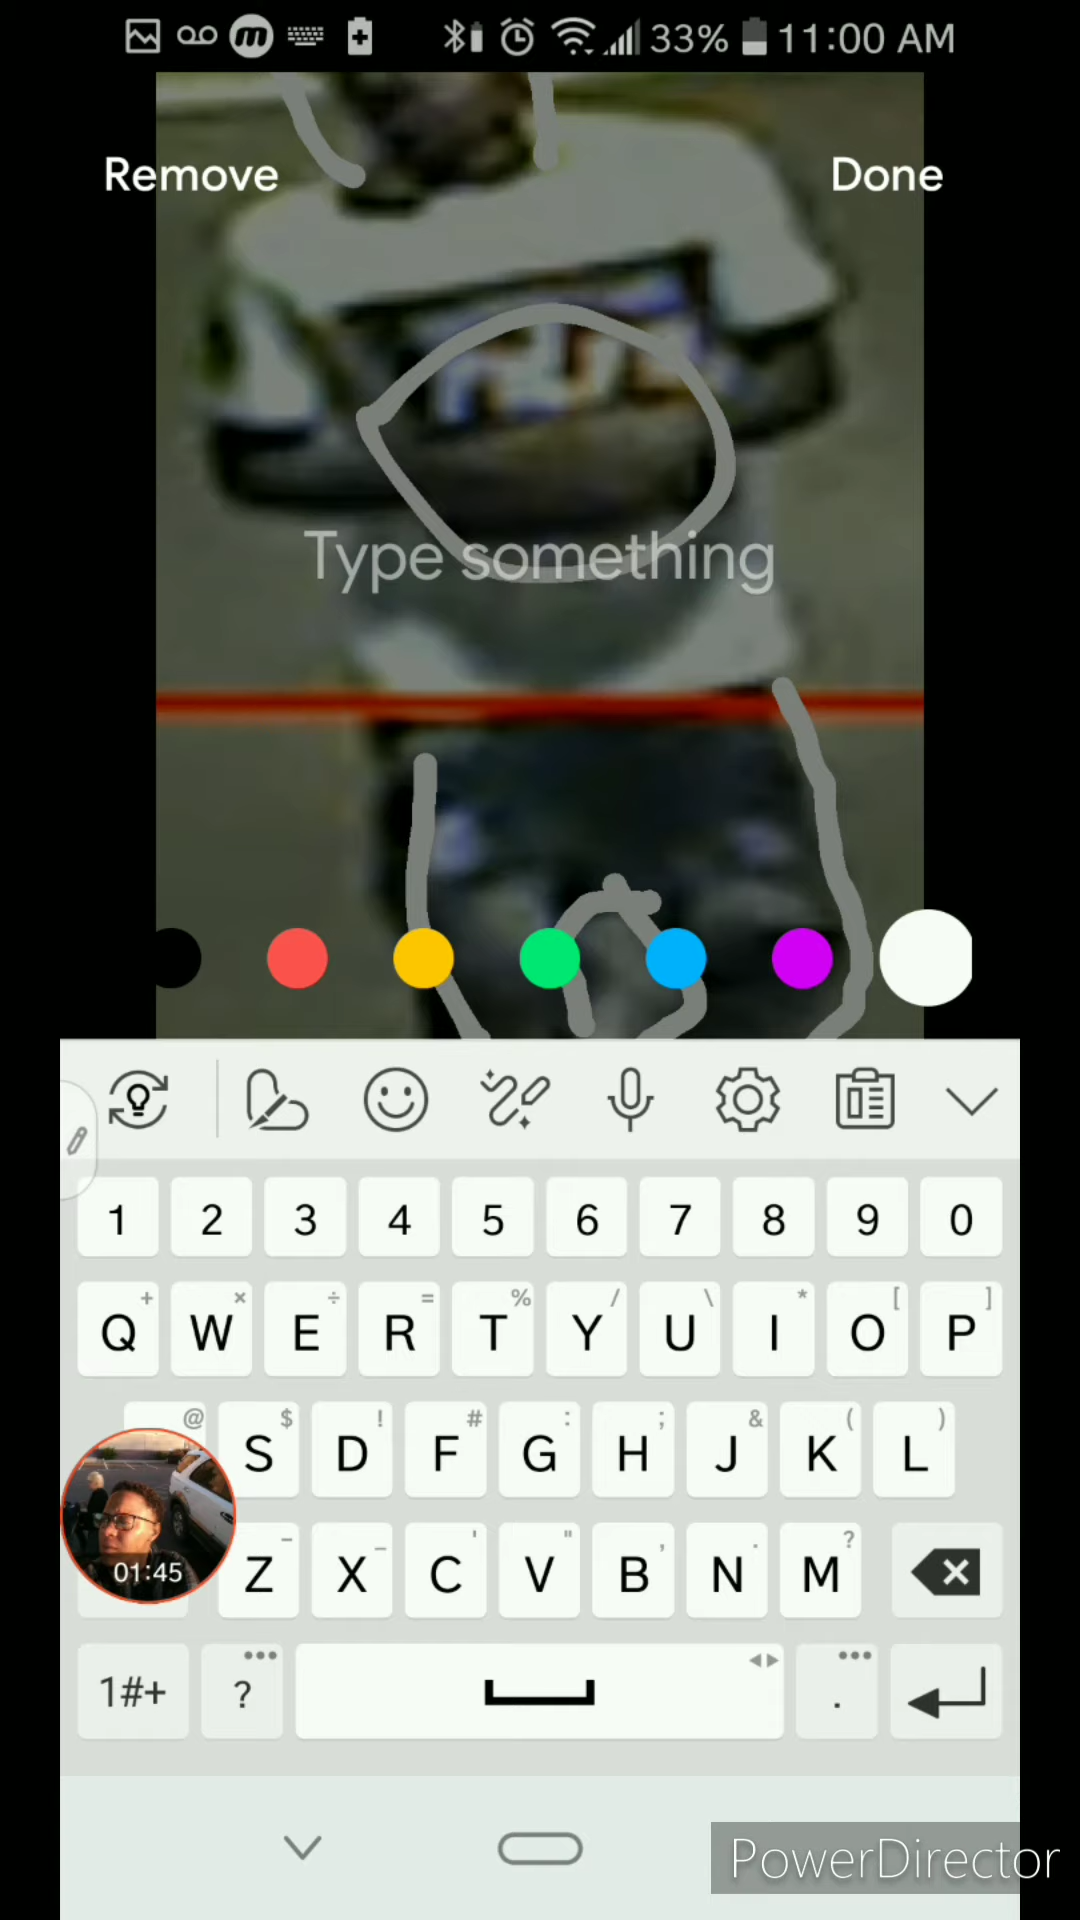 33% 11:00 AM
Remove Done
Type something
1 2 3 4 5 6 7 8 9 0
+ × ÷ = % / \ * [ ]
Q W E R T Y U I O P
@ $ ! # : ; & ( )
S D F G H J K L
01:45
- _ ' " , . ?
Z X C V B N M
1#+ ? .
PowerDirector